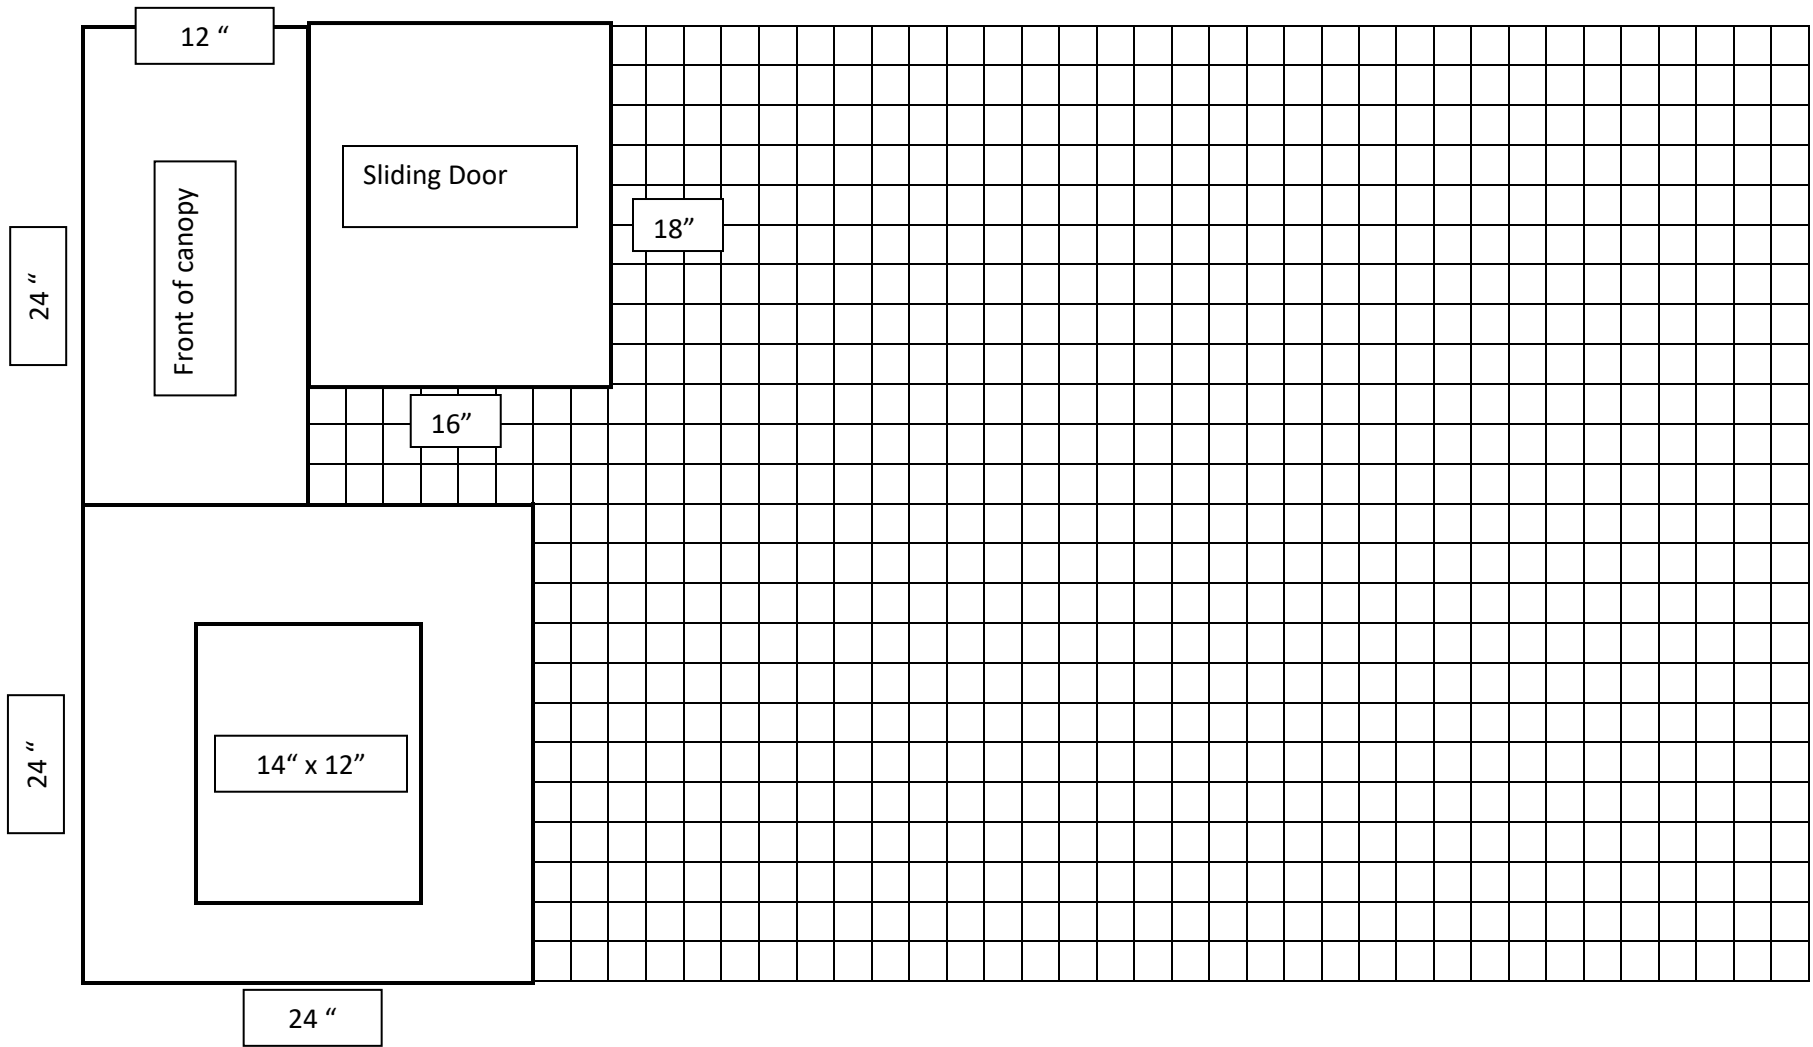 12 “
Sliding Door
18”
Front of canopy
24 “
16”
14“ x 12”
24 “
24 “